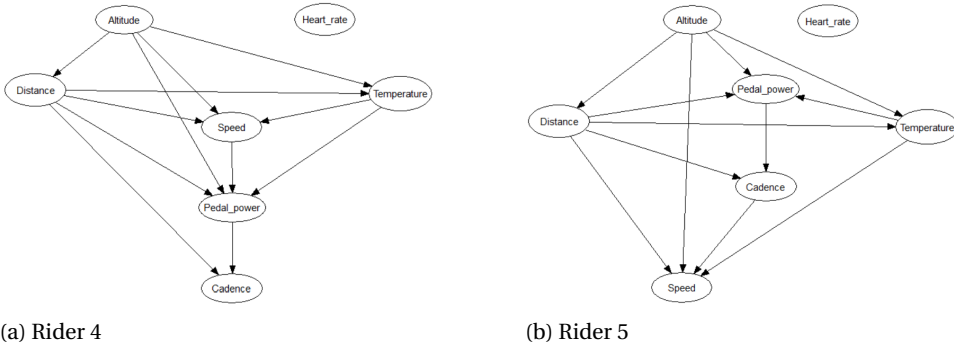 Altitude
Heart_rate
Distance
Temperature
Speed
Pedal_power
Cadence
(a) Rider 4
Altitude
Heart_rate
Pedal_power
Distance
Temperature
Cadence
Speed
(b) Rider 5